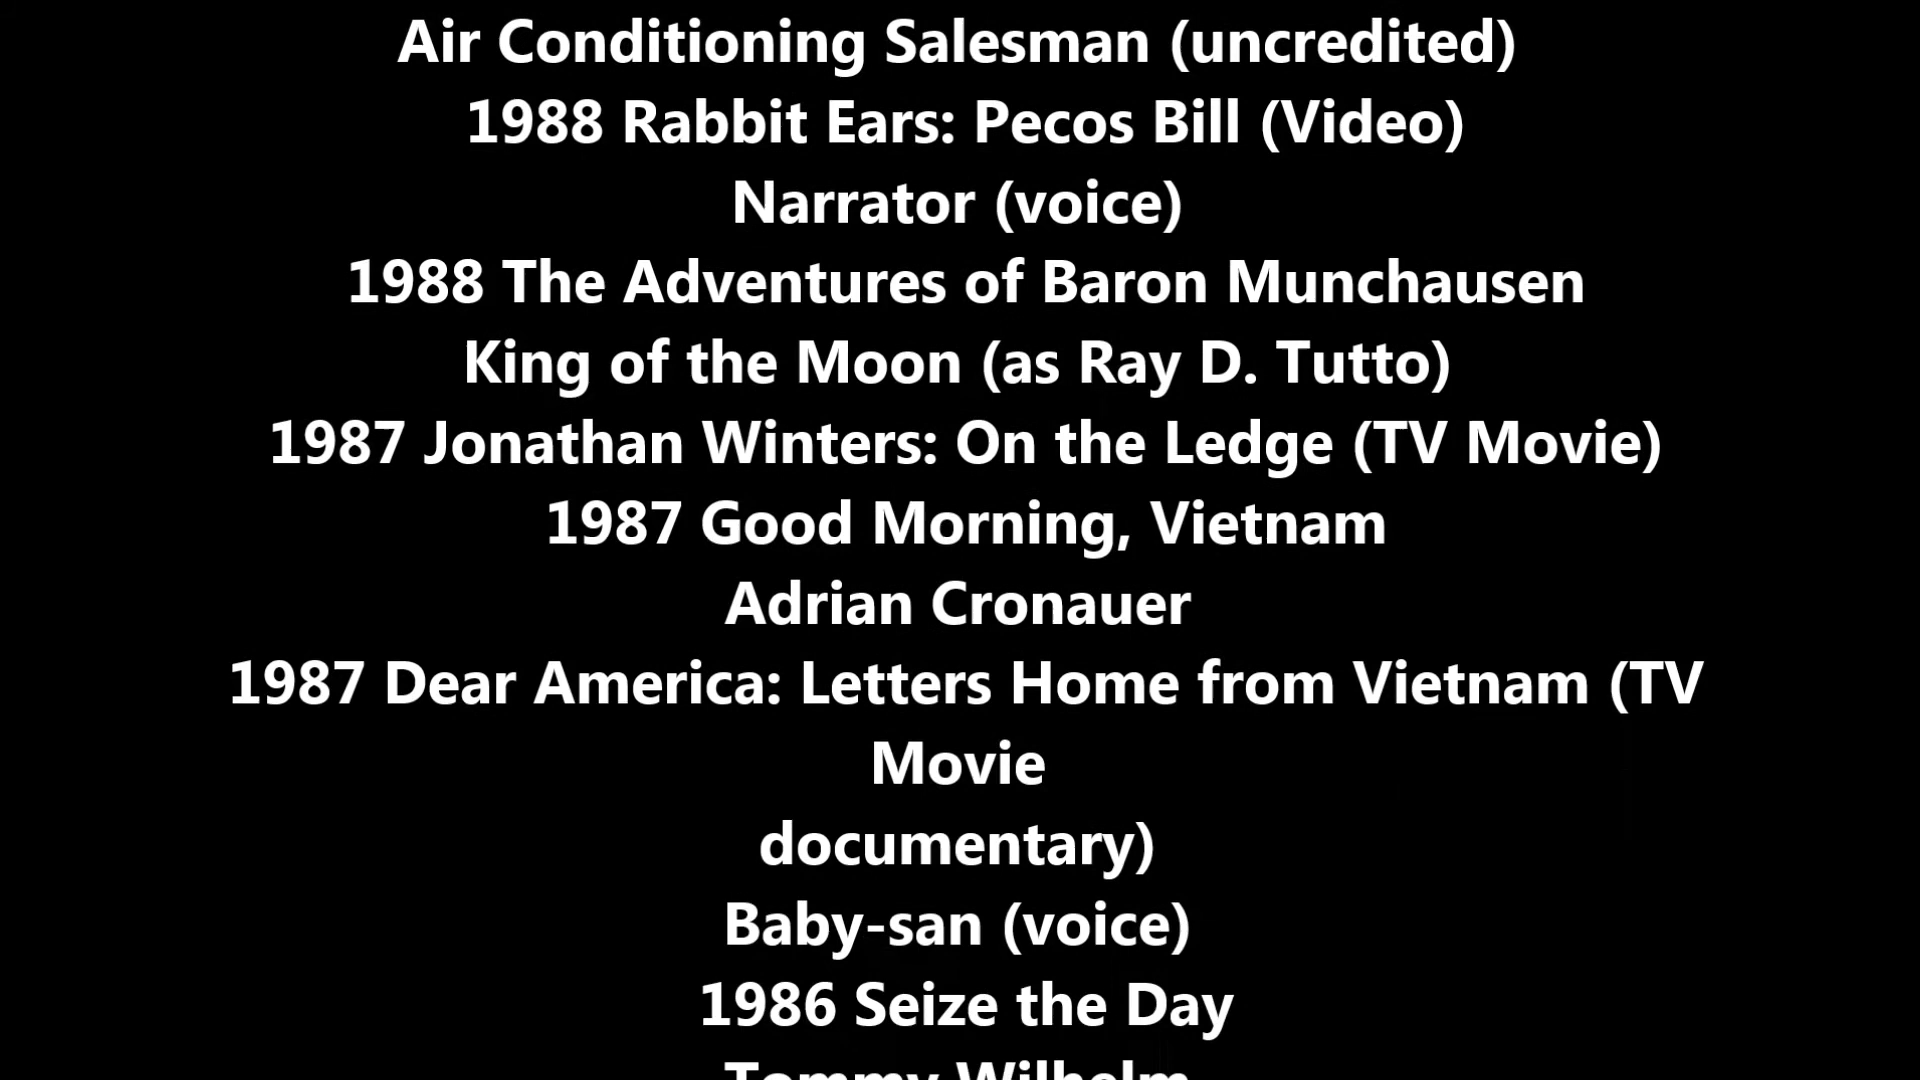 Air Conditioning Salesman (uncredited)
1988 Rabbit Ears: Pecos Bill (Video)
Narrator (voice)
1988 The Adventures of Baron Munchausen
King of the Moon (as Ray D. Tutto)
1987 Jonathan Winters: On the Ledge (TV Movie)
1987 Good Morning, Vietnam
Adrian Cronauer
1987 Dear America: Letters Home from Vietnam (TV
Movie
documentary)
Baby-san (voice)
1986 Seize the Day
Tommy Wilhelm